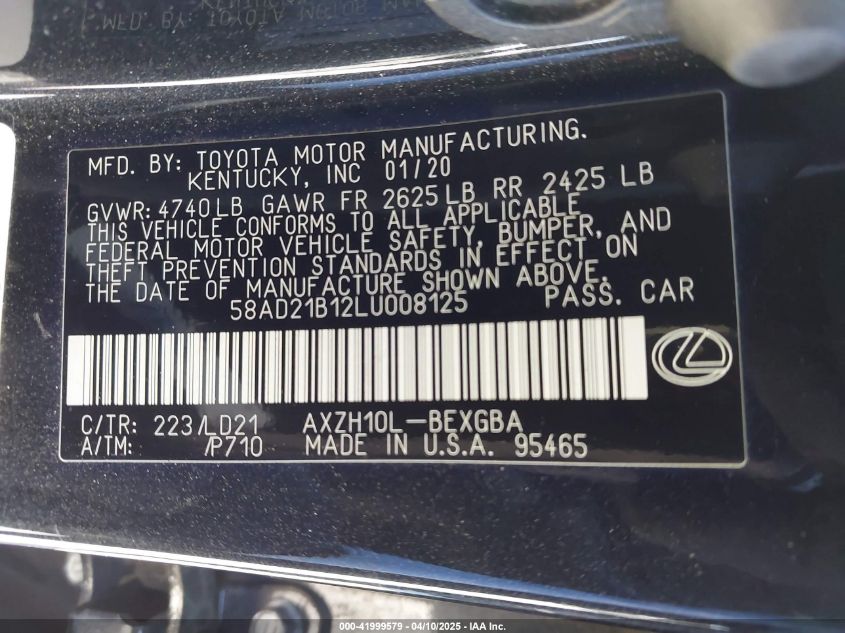 MFD. BY: TOYOTA MOTOR MANUFACTURING.
KENTUCKY, INC 01/20
GVWR: 4740LB GAWR FR 2625 LB RR 2425 LB
THIS VEHICLE CONFORMS TO ALL APPLICABLE
FEDERAL MOTOR VEHICLE SAFETY, BUMPER, AND
THEFT PREVENTION STANDARDS IN EFFECT ON
THE DATE OF MANUFACTURE SHOWN ABOVE.
58AD21B12LU008125 PASS. CAR
C/TR: 223/LD21 AXZH10L-BEXGBA
A/TM: /P710 MADE IN U.S.A. 95465
000-41999579 - 04/10/2025 - IAA Inc.